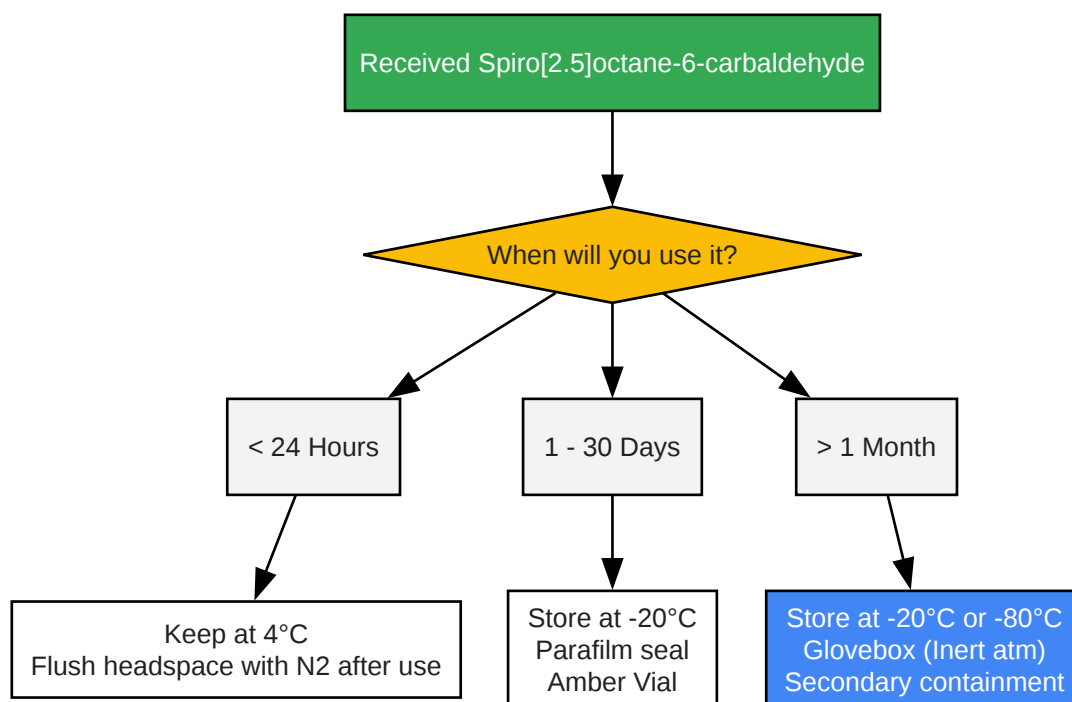 Received Spiro[2.5]octane-6-carbaldehyde
When will you use it?
< 24 Hours
1 - 30 Days
> 1 Month
Keep at 4°C
Flush headspace with N2 after use
Store at -20°C
Parafilm seal
Amber Vial
Store at -20°C or -80°C
Glovebox (Inert atm)
Secondary containment